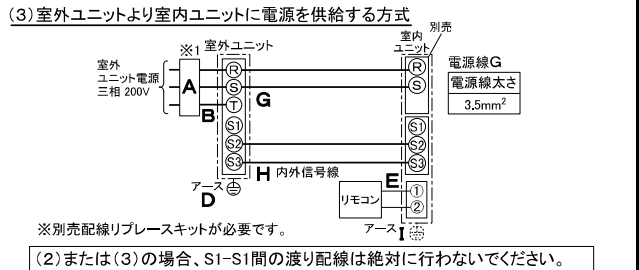 (3)室外ユニットより室内ユニットに電源を供給する方式
別売
※1 室外ユニット
室内
ユニット
室外
ユニット電源
三相 200V
A
B
R
S
T
S1
S2
S3
G
H 内外信号線
アース
D
R
S
S1
S2
S3
E
リモコン
①
②
アース I
電源線G
電源線太さ
3.5mm²
※別売配線リプレースキットが必要です。
(2)または(3)の場合、S1-S1間の渡り配線は絶対に行わないでください。